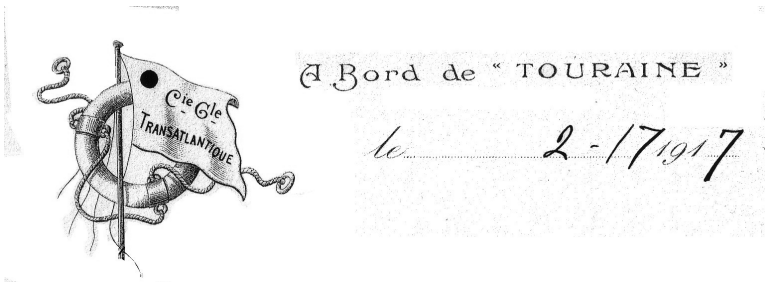 Cie Gle
TRANSATLANTIQUE
A Bord de “ TOURAINE ”
le 2 - 17 1917